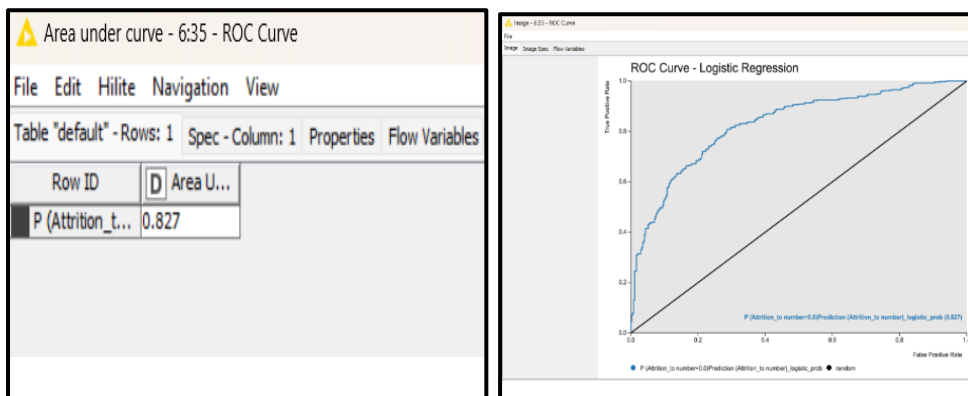 Area under curve - 6:35 - ROC Curve
File Edit Hilite Navigation View
Table "default" - Rows: 1 Spec - Column: 1 Properties Flow Variables
Row ID D Area U...
P (Attrition_t... 0.827
Image - 6:35 - ROC Curve
File
Image Image Spec Flow Variables
ROC Curve - Logistic Regression
True Positive Rate
1.0
0.8
0.6
0.4
0.2
0.0
0.0 0.2 0.4 0.6 0.8 1.0
P (Attrition_to number=0.0)Prediction (Attrition_to number)_logistic_prob (0.827)
False Positive Rate
P (Attrition_to number=0.0)Prediction (Attrition_to number)_logistic_prob random